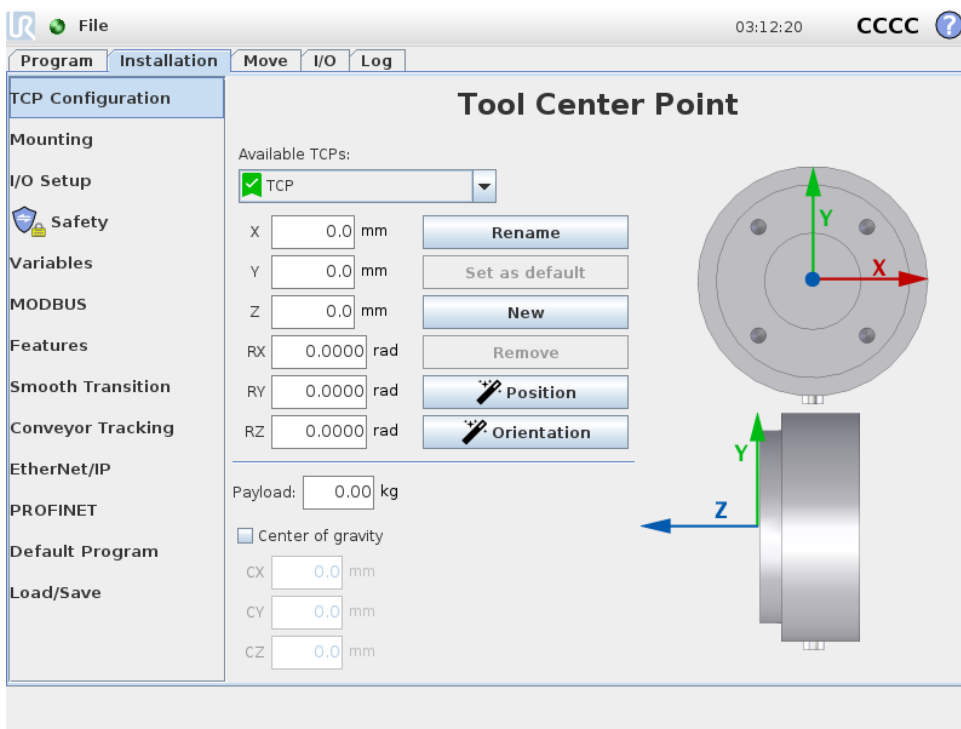 UR File 03:12:20 CCCC ?
Program Installation Move I/O Log
TCP Configuration
Mounting
I/O Setup
Safety
Variables
MODBUS
Features
Smooth Transition
Conveyor Tracking
EtherNet/IP
PROFINET
Default Program
Load/Save
Tool Center Point
Available TCPs:
TCP
X 0.0 mm Rename
Y 0.0 mm Set as default
Z 0.0 mm New
RX 0.0000 rad Remove
RY 0.0000 rad Position
RZ 0.0000 rad Orientation
Payload: 0.00 kg
Center of gravity
CX 0.0 mm
CY 0.0 mm
CZ 0.0 mm
Y
X
Y
Z